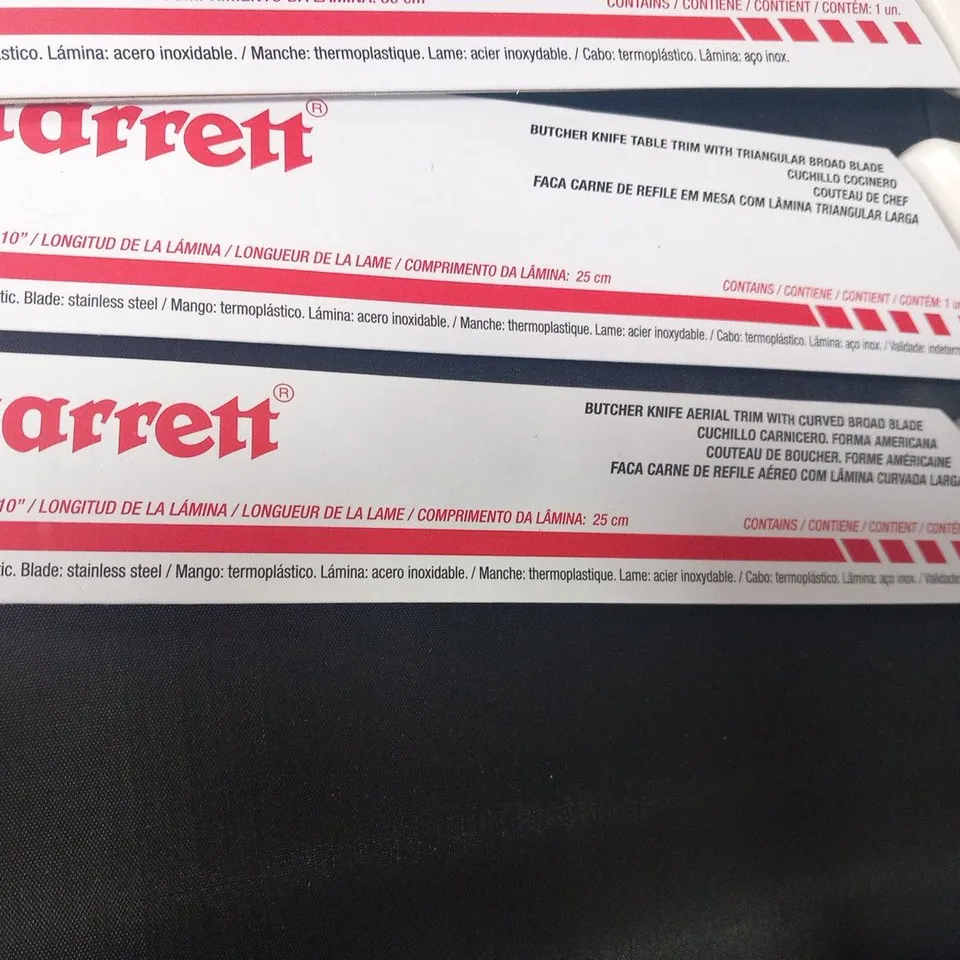 CONTAINS / CONTIENE / CONTIENT / CONTÉM: 1 un.
stico. Lámina: acero inoxidable. / Manche: thermoplastique. Lame: acier inoxydable. / Cabo: termoplástico. Lâmina: aço inox.
arrett®
BUTCHER KNIFE TABLE TRIM WITH TRIANGULAR BROAD BLADE
CUCHILLO COCINERO
COUTEAU DE CHEF
FACA CARNE DE REFILE EM MESA COM LÂMINA TRIANGULAR LARGA
10” / LONGITUD DE LA LÁMINA / LONGUEUR DE LA LAME / COMPRIMENTO DA LÂMINA: 25 cm
CONTAINS / CONTIENE / CONTIENT / CONTÉM: 1 u
tic. Blade: stainless steel / Mango: termoplástico. Lámina: acero inoxidable. / Manche: thermoplastique. Lame: acier inoxydable. / Cabo: termoplástico. Lâmina: aço inox. / Validade: indeterm
arrett®
BUTCHER KNIFE AERIAL TRIM WITH CURVED BROAD BLADE
CUCHILLO CARNICERO. FORMA AMERICANA
COUTEAU DE BOUCHER. FORME AMÉRICAINE
FACA CARNE DE REFILE AÉREO COM LÂMINA CURVADA LARGA
10” / LONGITUD DE LA LÁMINA / LONGUEUR DE LA LAME / COMPRIMENTO DA LÂMINA: 25 cm
CONTAINS / CONTIENE / CONTIENT / CONTÉ
ic. Blade: stainless steel / Mango: termoplástico. Lámina: acero inoxidable. / Manche: thermoplastique. Lame: acier inoxydable. / Cabo: termoplástico. Lâmina: aço inox. / Validade